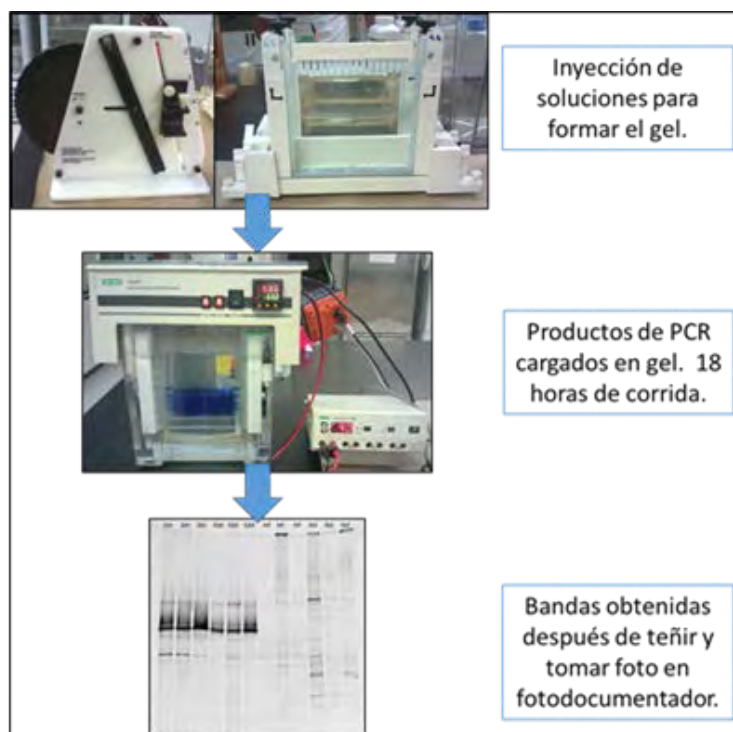 Inyección de
soluciones para
formar el gel.
Productos de PCR
cargados en gel. 18
horas de corrida.
Bandas obtenidas
después de teñir y
tomar foto en
fotodocumentador.